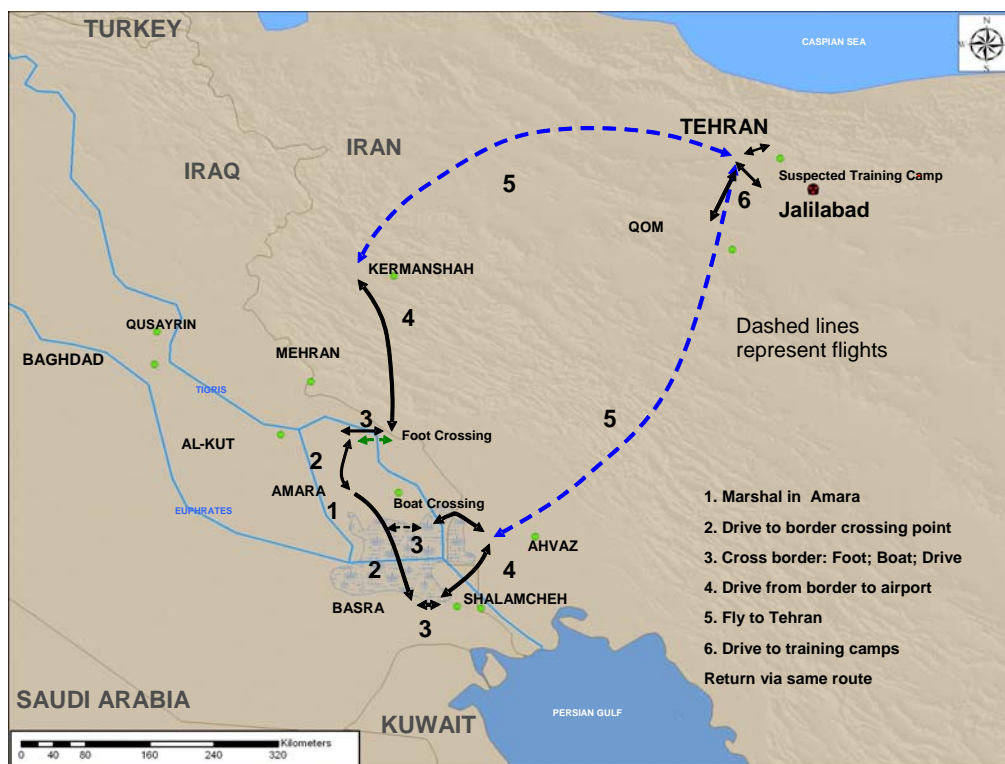 TURKEY
CASPIAN SEA
N
W
S
TEHRAN
IRAN
IRAQ
5
Suspected Training Camp
6
Jalilabad
QOM
KERMANSHAH
4
QUSAYRIN
Dashed lines
represent flights
MEHRAN
BAGHDAD
TIGRIS
5
3
Foot Crossing
AL-KUT
2
AMARA
1
Boat Crossing
EUPHRATES
3
AHVAZ
2
4
BASRA
SHALAMCHEH
3
1. Marshal in Amara
2. Drive to border crossing point
3. Cross border: Foot; Boat; Drive
4. Drive from border to airport
5. Fly to Tehran
6. Drive to training camps
Return via same route
SAUDI ARABIA
KUWAIT
PERSIAN GULF
Kilometers
0 40 80 160 240 320